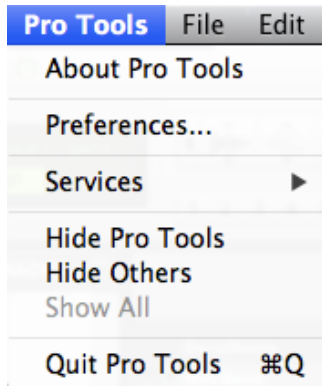 Pro Tools File Edit
About Pro Tools
Preferences...
Services ▶
Hide Pro Tools
Hide Others
Show All
Quit Pro Tools ⌘Q